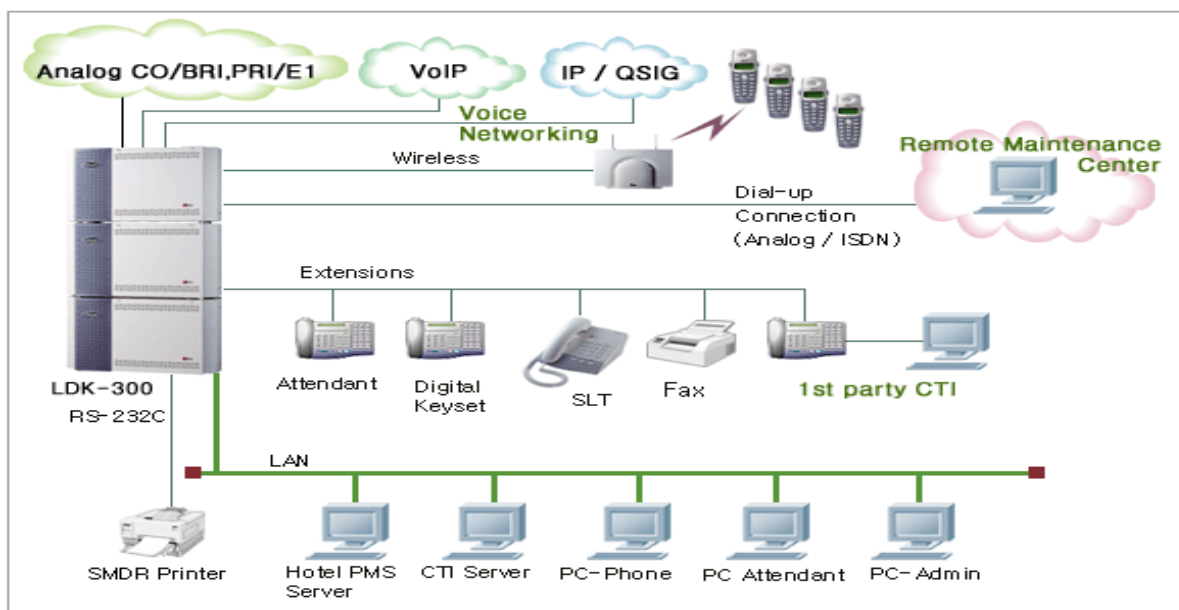 Analog CO/BRI,PRI/E1
VoIP
IP / QSIG
Voice
Networking
Wireless
Remote Maintenance
Center
Dial-up
Connection
(Analog / ISDN)
Extensions
LDK-300
RS-232C
Attendant
Digital
Keyset
SLT
Fax
1st party CTI
LAN
SMDR Printer
Hotel PMS
Server
CTI Server
PC-Phone
PC Attendant
PC-Admin